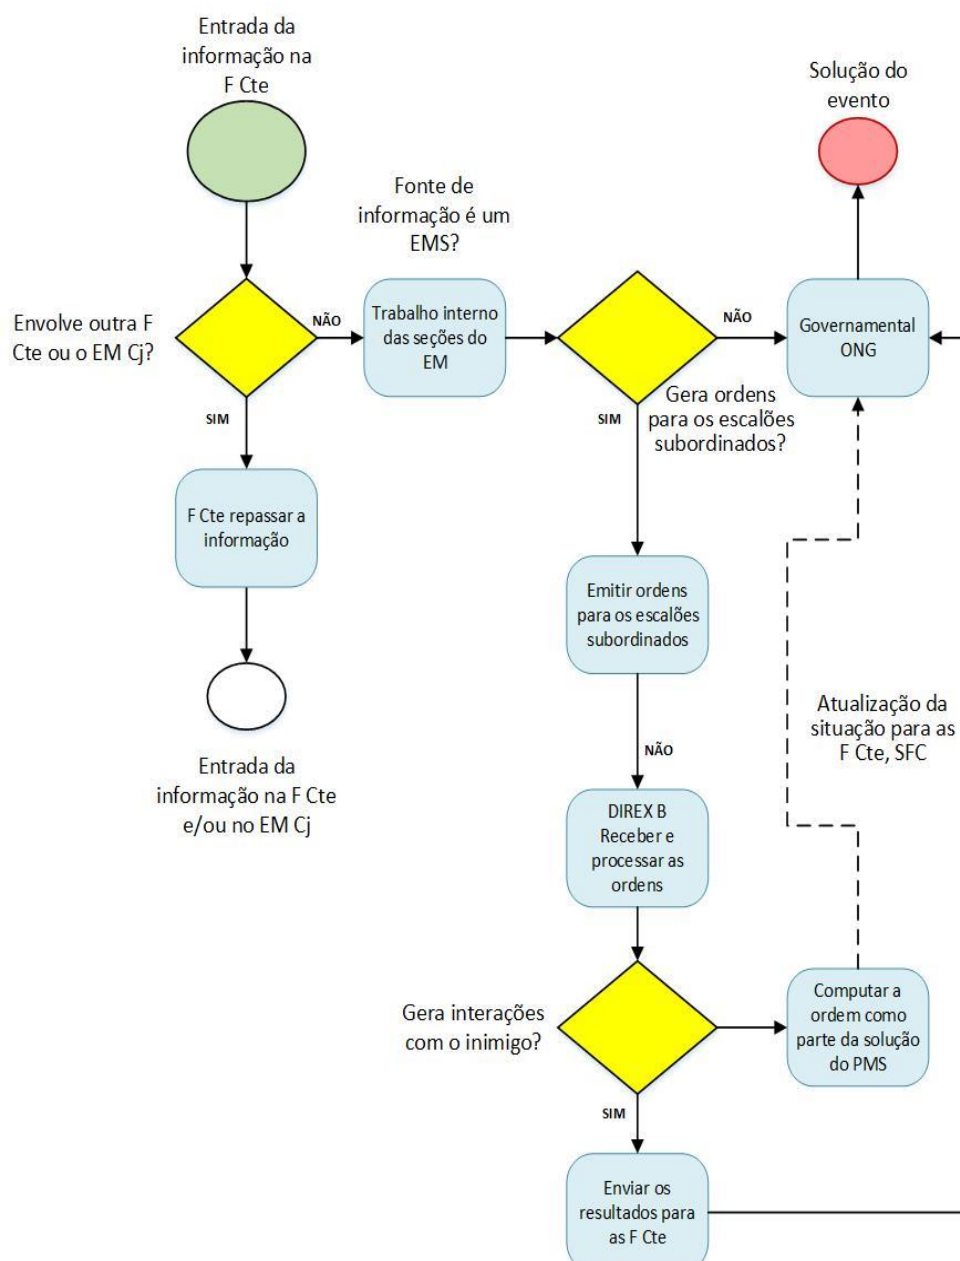 Entrada da
informação na
F Cte
Solução do
evento
Fonte de
informação é um
EMS?
Envolve outra F
Cte ou o EM Cj?
NÃO
Trabalho interno
das seções do
EM
NÃO
Governamental
ONG
SIM
Gera ordens
para os escalões
subordinados?
SIM
F Cte repassar a
informação
Emitir ordens
para os escalões
subordinados
Entrada da
informação na F Cte
e/ou no EM Cj
NÃO
Atualização da
situação para as
F Cte, SFC
DIREX B
Receber e
processar as
ordens
Gera interações
com o inimigo?
Computar a
ordem como
parte da solução
do PMS
SIM
Enviar os
resultados para
as F Cte